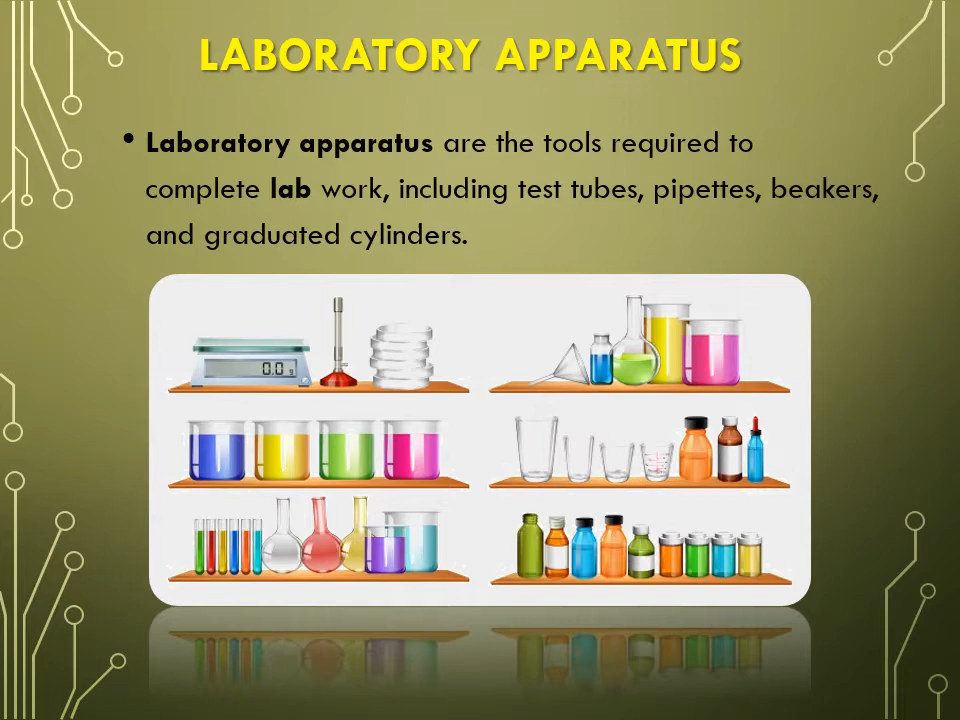 LABORATORY APPARATUS
• Laboratory apparatus are the tools required to
complete lab work, including test tubes, pipettes, beakers,
and graduated cylinders.
0.0 g